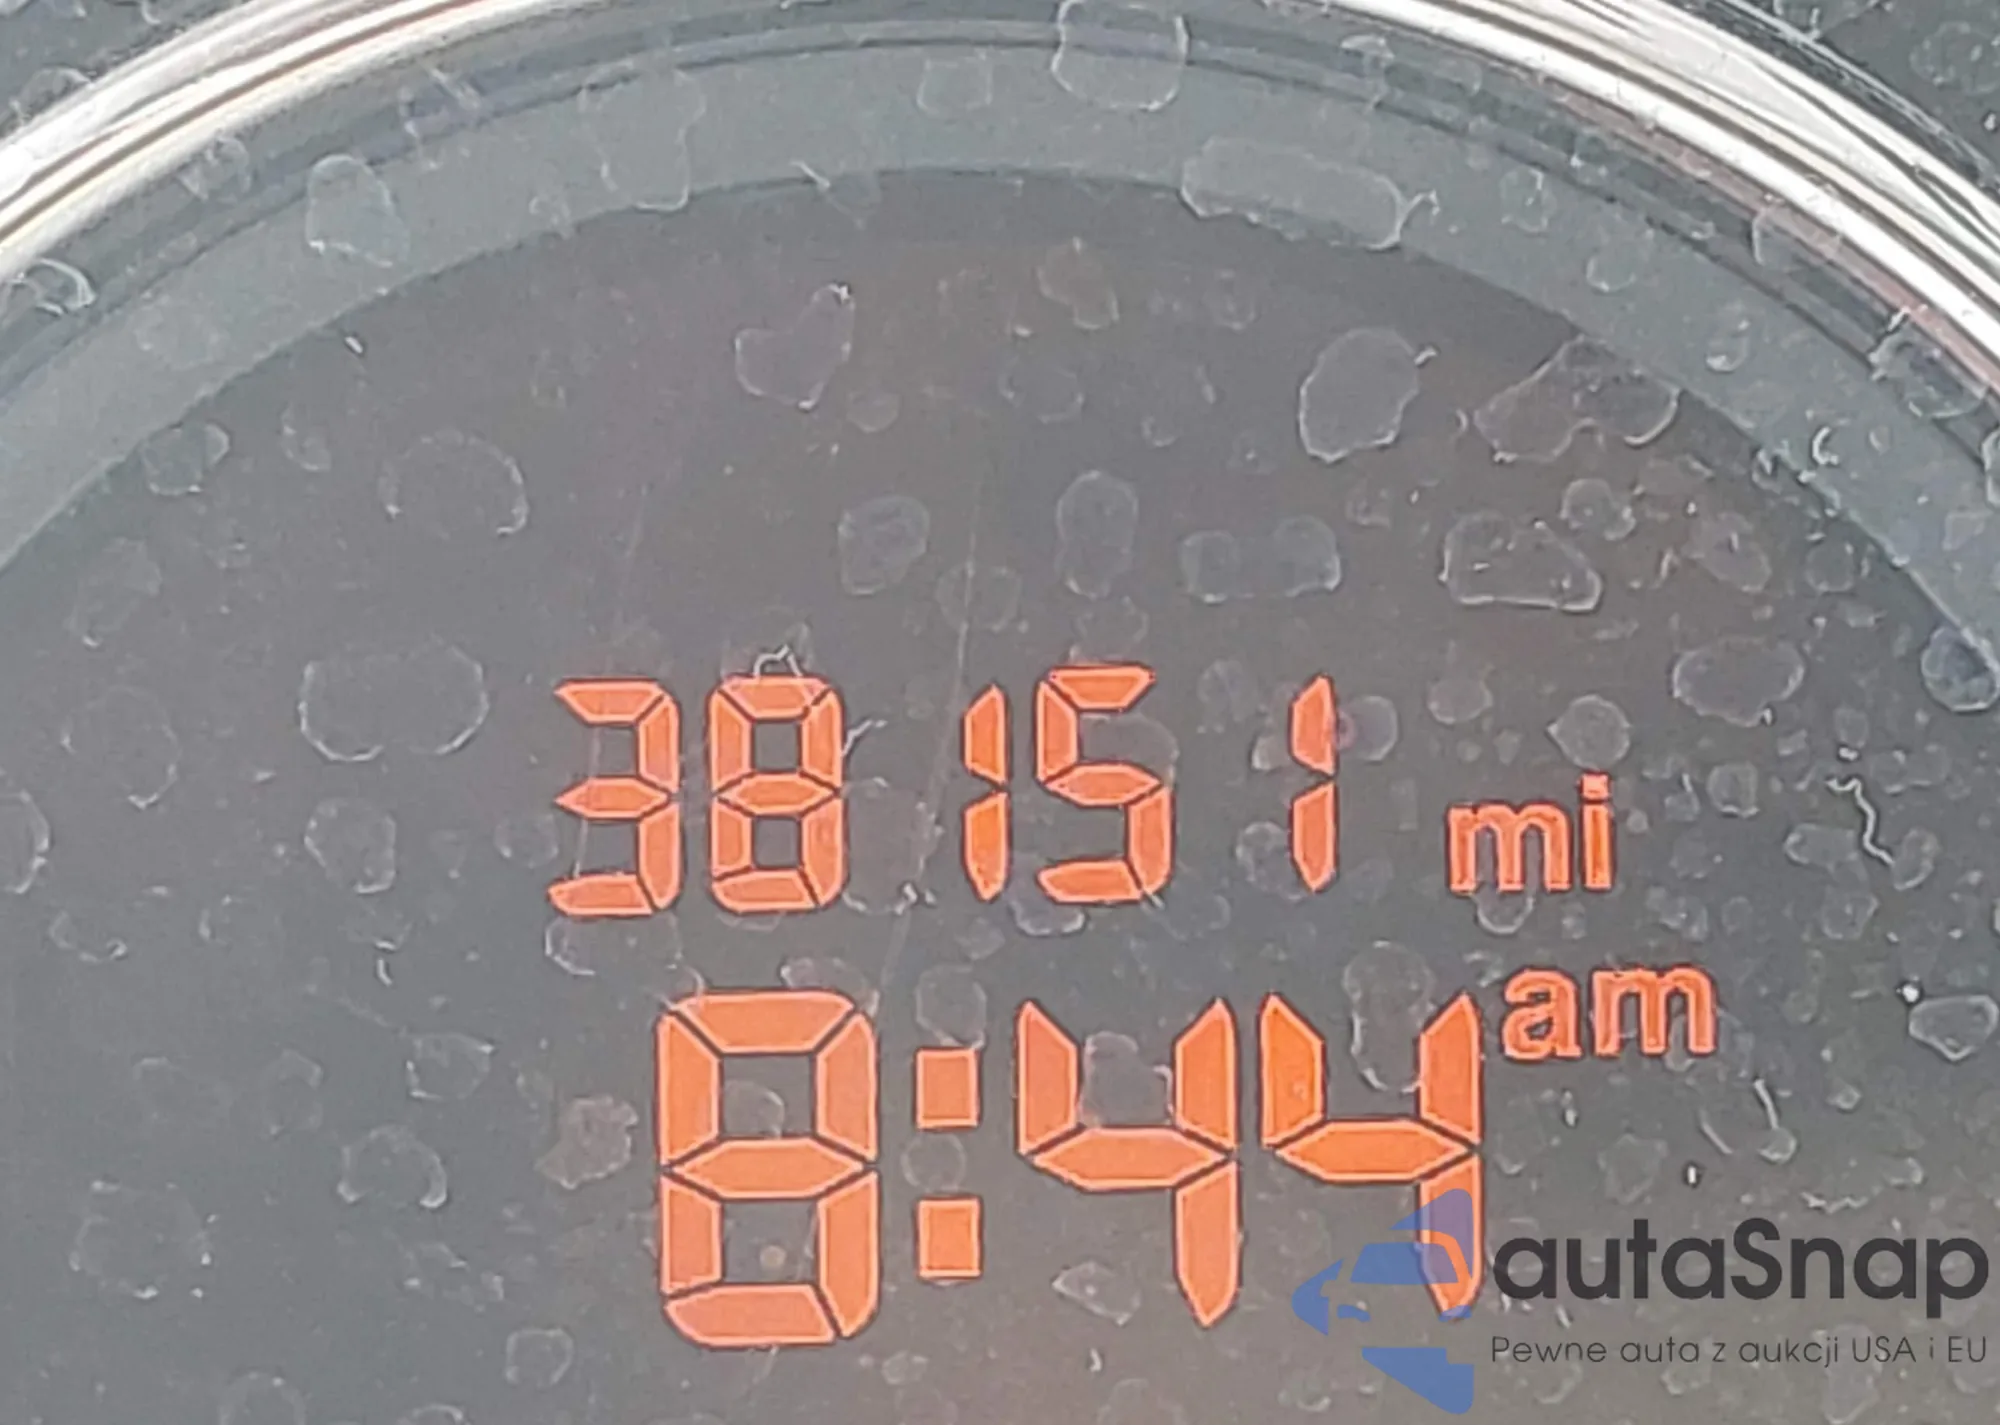 38151 mi
8:44 am
autaSnap
Pewne auta z aukcji USA i EU